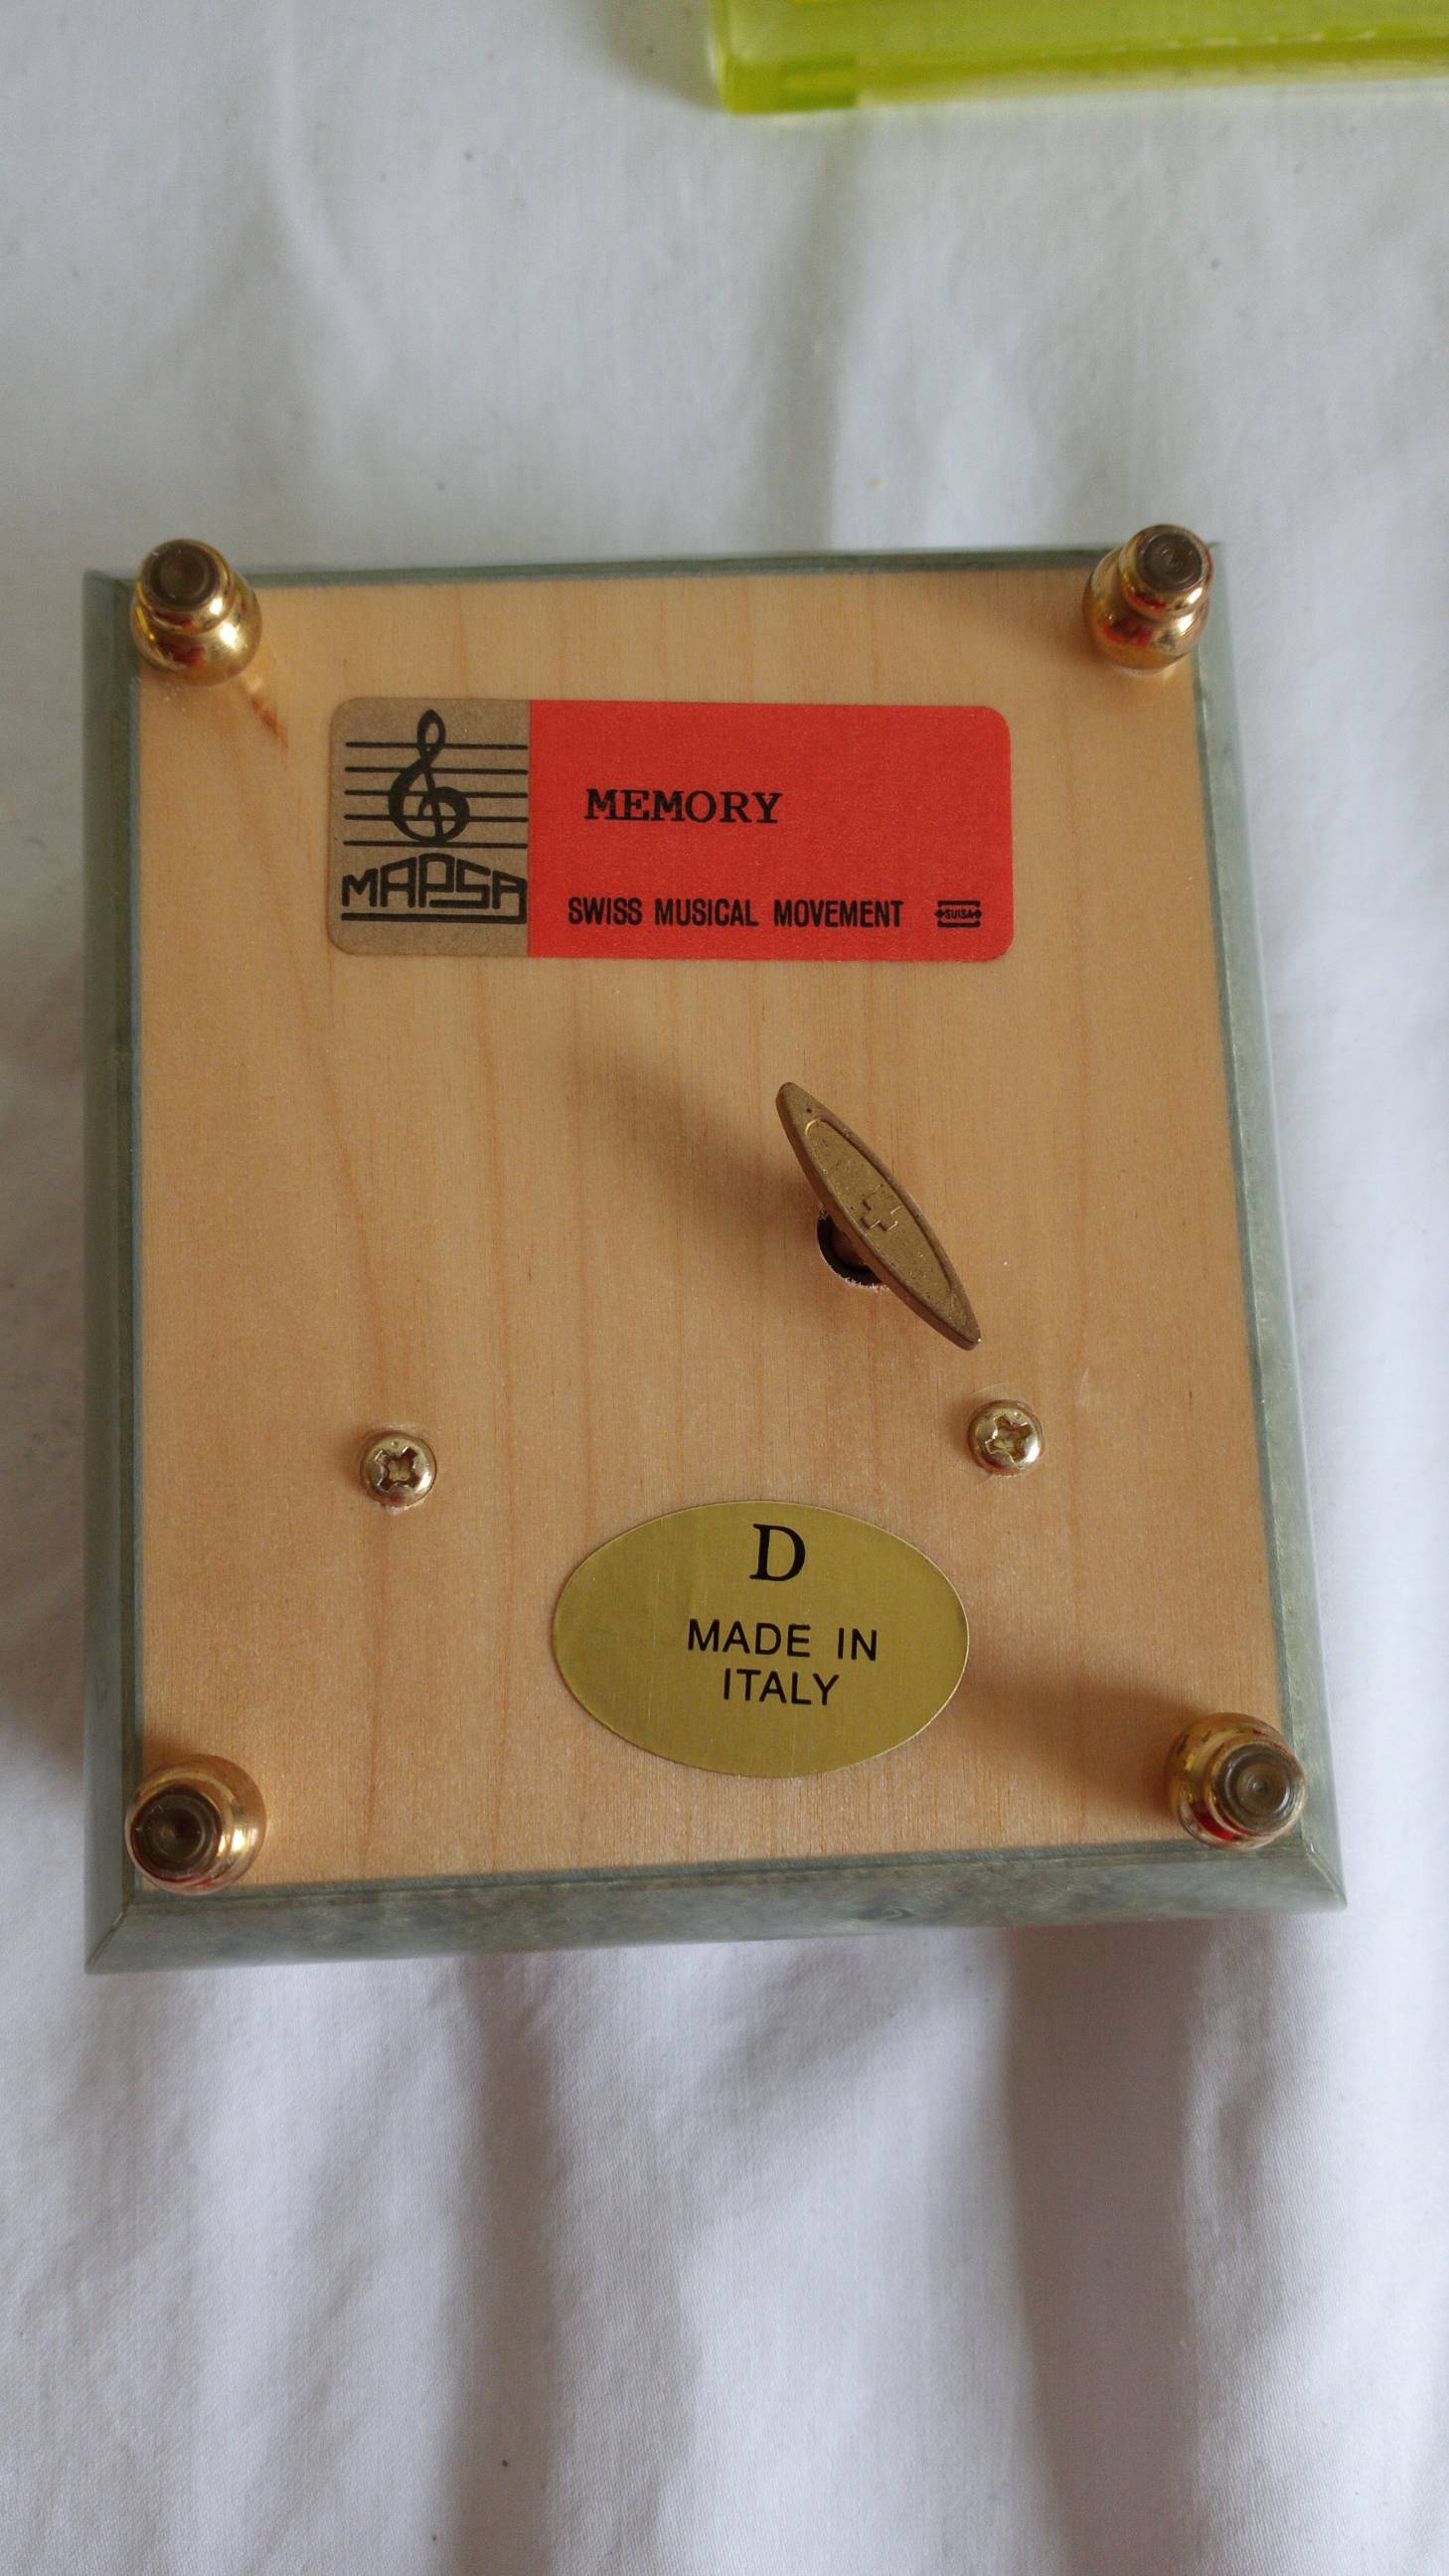 MAPSA
MEMORY
SWISS MUSICAL MOVEMENT SUISA
D
MADE IN
ITALY